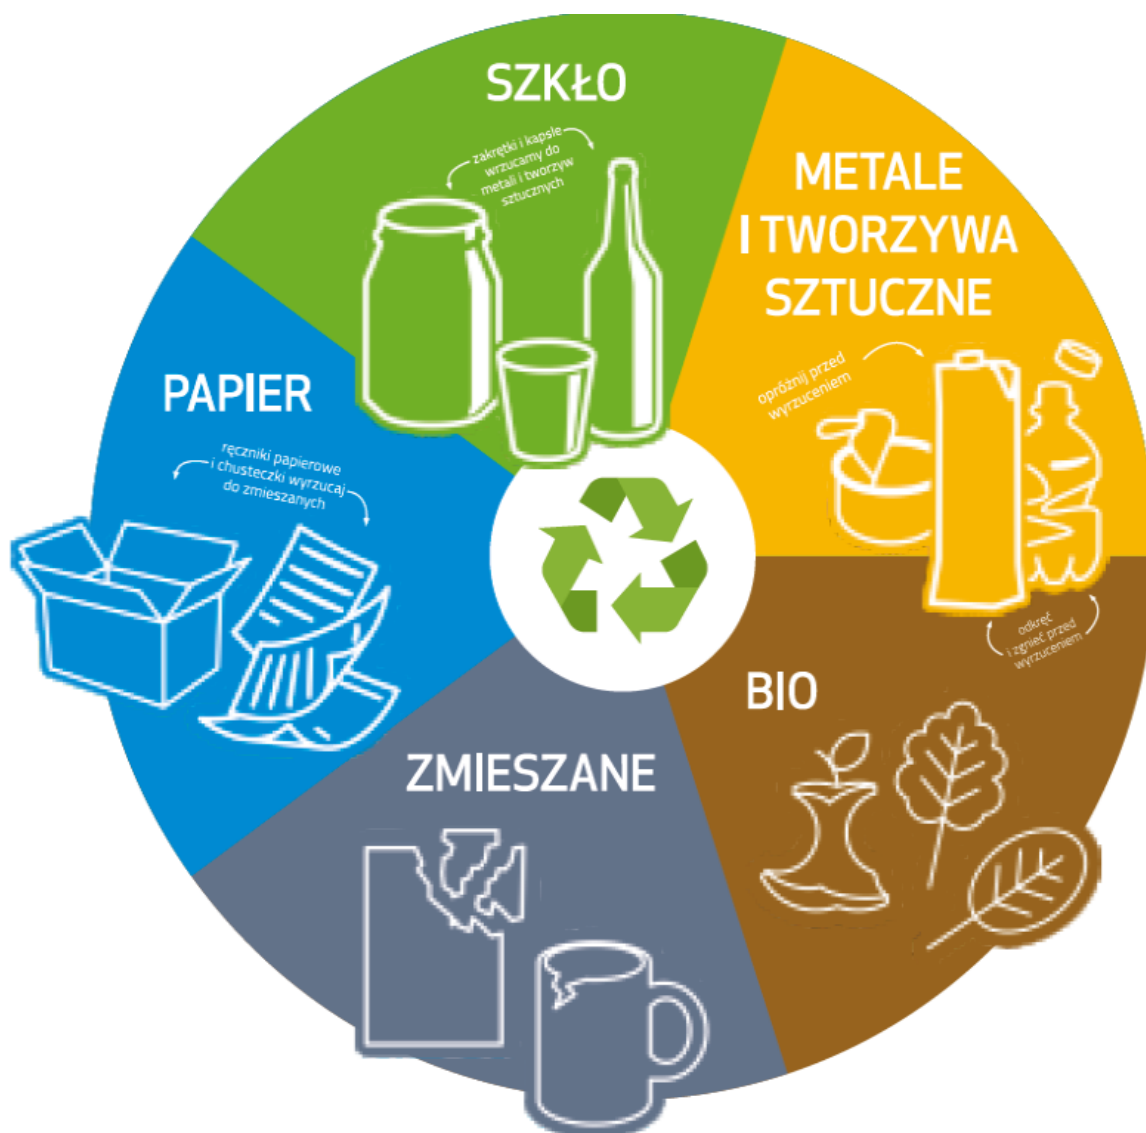 SZKŁO
zakrętki i kapsle
wrzucamy do
metali i tworzyw
sztucznych
METALE
I TWORZYWA
SZTUCZNE
opróżnij przed
wyrzuceniem
PAPIER
ręczniki papierowe
i chusteczki wyrzucaj
do zmieszanych
odkręć
i zgnieć przed
wyrzuceniem
BIO
ZMIESZANE